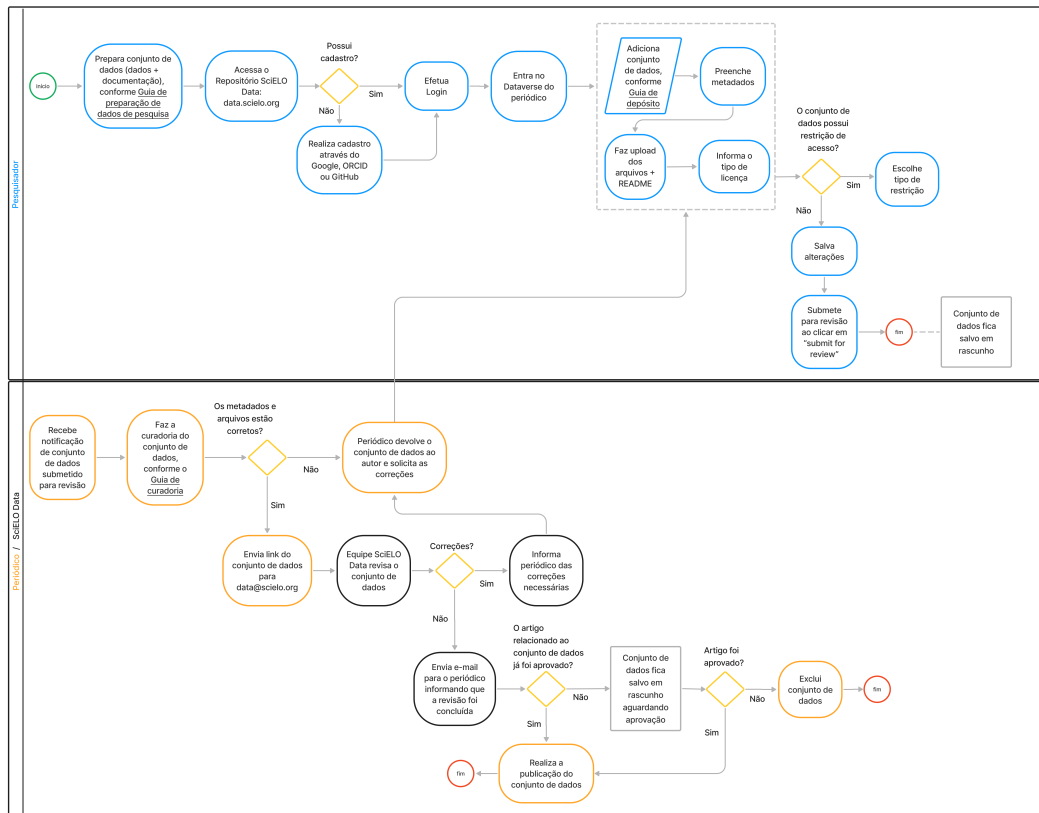 Pesquisador
início
Prepara conjunto de
dados (dados +
documentação),
conforme Guia de
preparação de
dados de pesquisa
Acessa o
Repositório SciELO
Data:
data.scielo.org
Possui
cadastro?
Sim
Não
Realiza cadastro
através do
Google, ORCID
ou GitHub
Efetua
Login
Entra no
Dataverse do
periódico
Adiciona
conjunto
de dados,
conforme
Guia de
depósito
Preenche
metadados
Faz upload
dos
arquivos +
README
Informa o
tipo de
licença
O conjunto de
dados possui
restrição de
acesso?
Sim
Não
Escolhe
tipo de
restrição
Salva
alterações
Submete
para revisão
ao clicar em
“submit for
review”
fim
Conjunto de
dados fica
salvo em
rascunho
Periódico / SciELO Data
Recebe
notificação
de conjunto
de dados
submetido
para revisão
Faz a
curadoria do
conjunto de
dados,
conforme o
Guia de
curadoria
Os metadados e
arquivos estão
corretos?
Não
Sim
Periódico devolve o
conjunto de dados ao
autor e solicita as
correções
Envia link do
conjunto de dados
para
data@scielo.org
Equipe SciELO
Data revisa o
conjunto de
dados
Correções?
Sim
Não
Informa
periódico das
correções
necessárias
Envia e-mail
para o periódico
informando que
a revisão foi
concluída
O artigo
relacionado ao
conjunto de dados
já foi aprovado?
Não
Sim
Conjunto de
dados fica
salvo em
rascunho
aguardando
aprovação
Artigo foi
aprovado?
Não
Sim
Exclui
conjunto de
dados
fim
Realiza a
publicação do
conjunto de dados
fim